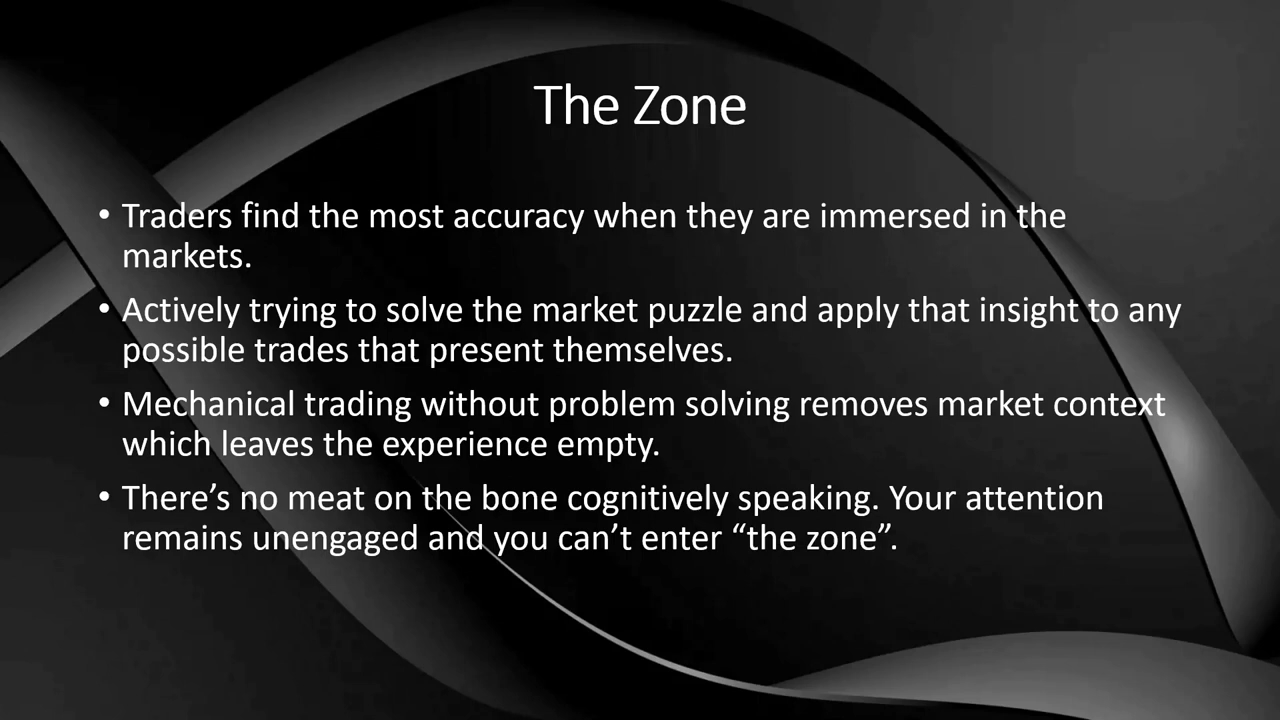 The Zone
• Traders find the most accuracy when they are immersed in the
markets.
• Actively trying to solve the market puzzle and apply that insight to any
possible trades that present themselves.
• Mechanical trading without problem solving removes market context
which leaves the experience empty.
• There’s no meat on the bone cognitively speaking. Your attention
remains unengaged and you can’t enter “the zone”.